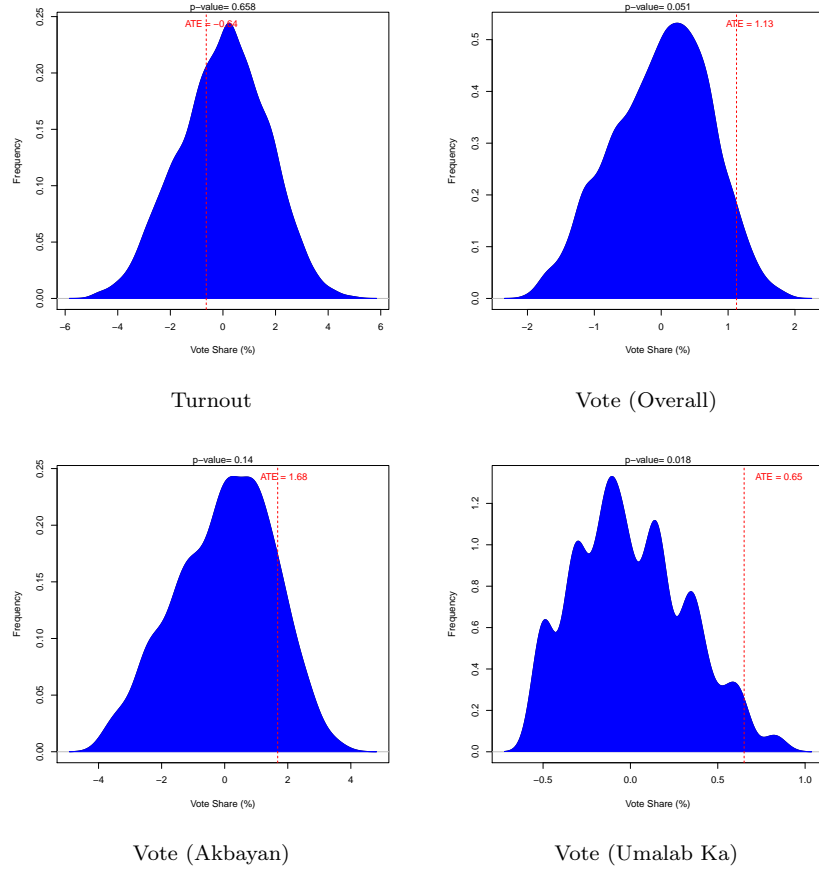 p-value= 0.658
ATE = −0.64
0.25
0.20
0.15
0.10
0.05
0.00
Frequency
−6 −4 −2 0 2 4 6
Vote Share (%)
Turnout
p-value= 0.051
ATE = 1.13
0.5
0.4
0.3
0.2
0.1
0.0
Frequency
−2 −1 0 1 2
Vote Share (%)
Vote (Overall)
p-value= 0.14
ATE = 1.68
0.25
0.20
0.15
0.10
0.05
0.00
Frequency
−4 −2 0 2 4
Vote Share (%)
Vote (Akbayan)
p-value= 0.018
ATE = 0.65
1.2
1.0
0.8
0.6
0.4
0.2
0.0
Frequency
−0.5 0.0 0.5 1.0
Vote Share (%)
Vote (Umalab Ka)